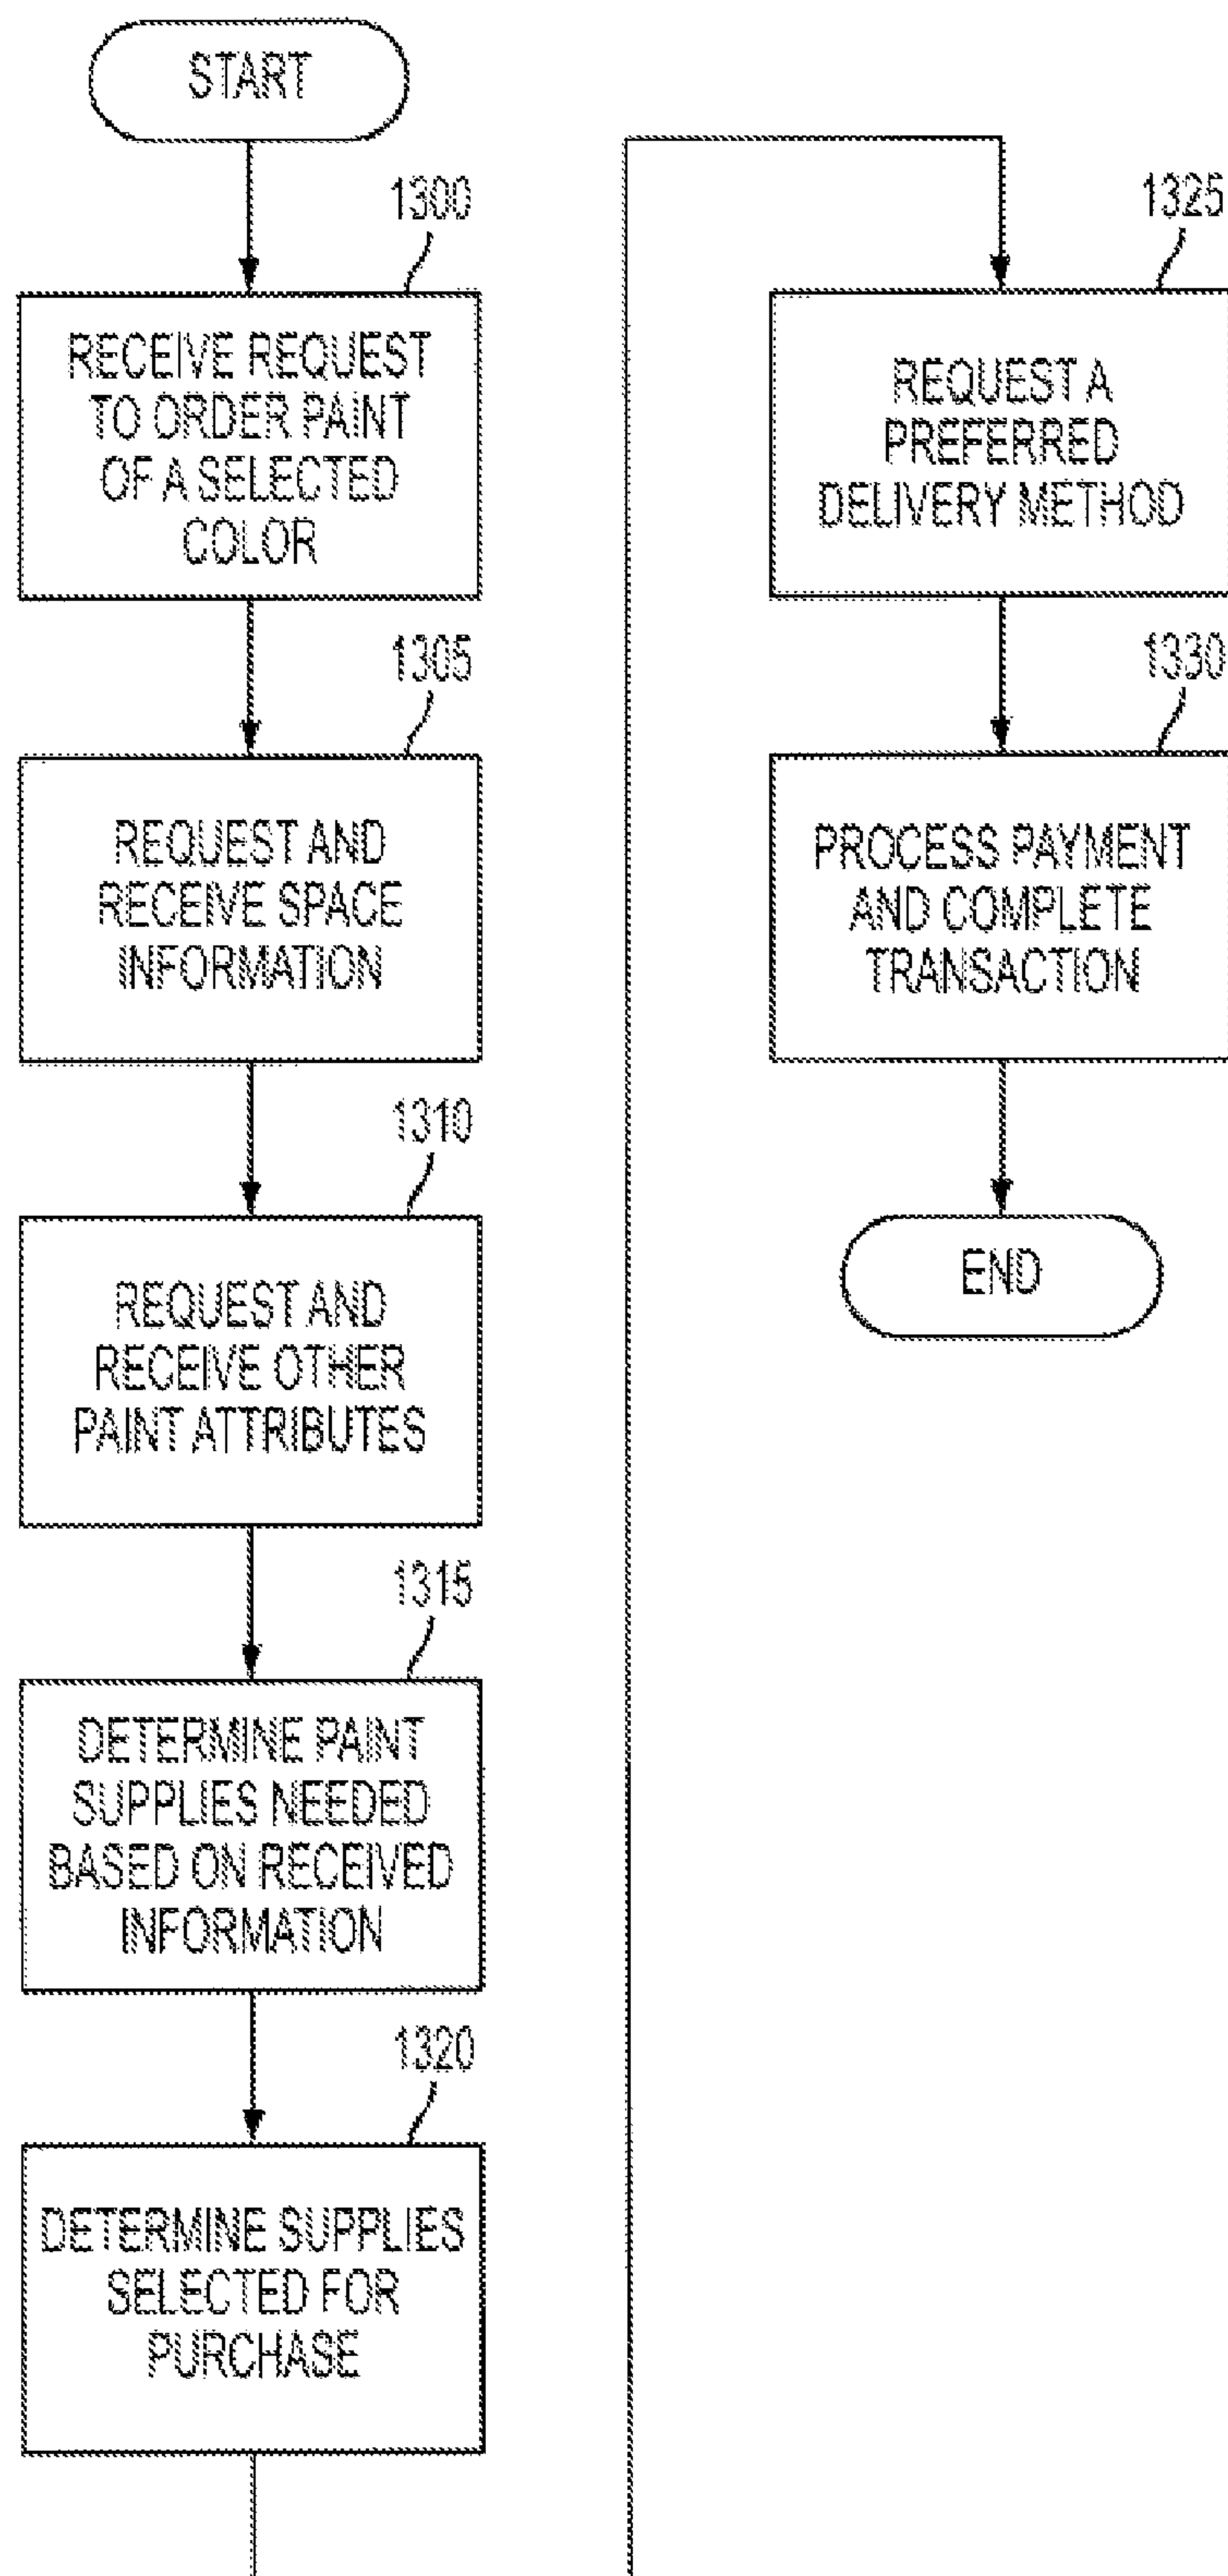 START
1300
RECEIVE REQUEST
TO ORDER PAINT
OF A SELECTED
COLOR
1305
REQUEST AND
RECEIVE SPACE
INFORMATION
1310
REQUEST AND
RECEIVE OTHER
PAINT ATTRIBUTES
1315
DETERMINE PAINT
SUPPLIES NEEDED
BASED ON RECEIVED
INFORMATION
1320
DETERMINE SUPPLIES
SELECTED FOR
PURCHASE
1325
REQUEST A
PREFERRED
DELIVERY METHOD
1330
PROCESS PAYMENT
AND COMPLETE
TRANSACTION
END